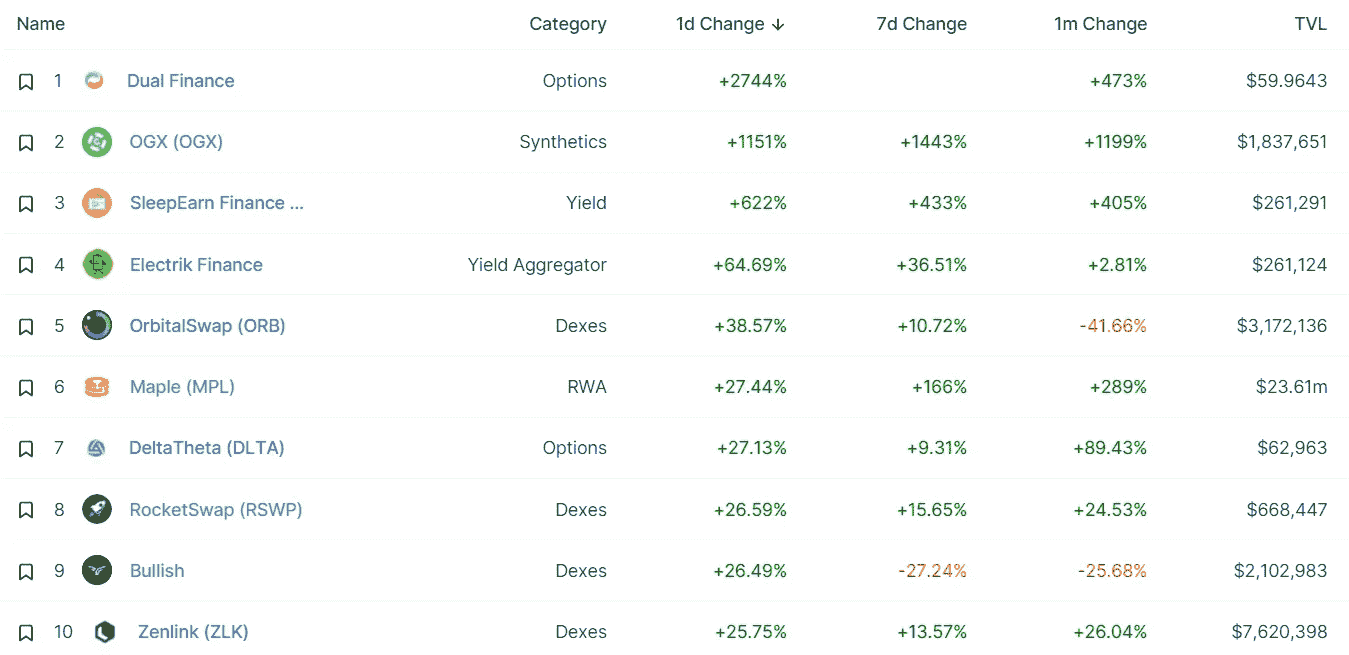 Name Category 1d Change ↓ 7d Change 1m Change TVL
1 Dual Finance Options +2744% +473% $59.9643
2 OGX (OGX) Synthetics +1151% +1443% +1199% $1,837,651
3 SleepEarn Finance ... Yield +622% +433% +405% $261,291
4 Electrik Finance Yield Aggregator +64.69% +36.51% +2.81% $261,124
5 OrbitalSwap (ORB) Dexes +38.57% +10.72% -41.66% $3,172,136
6 Maple (MPL) RWA +27.44% +166% +289% $23.61m
7 DeltaTheta (DLTA) Options +27.13% +9.31% +89.43% $62,963
8 RocketSwap (RSWP) Dexes +26.59% +15.65% +24.53% $668,447
9 Bullish Dexes +26.49% -27.24% -25.68% $2,102,983
10 Zenlink (ZLK) Dexes +25.75% +13.57% +26.04% $7,620,398